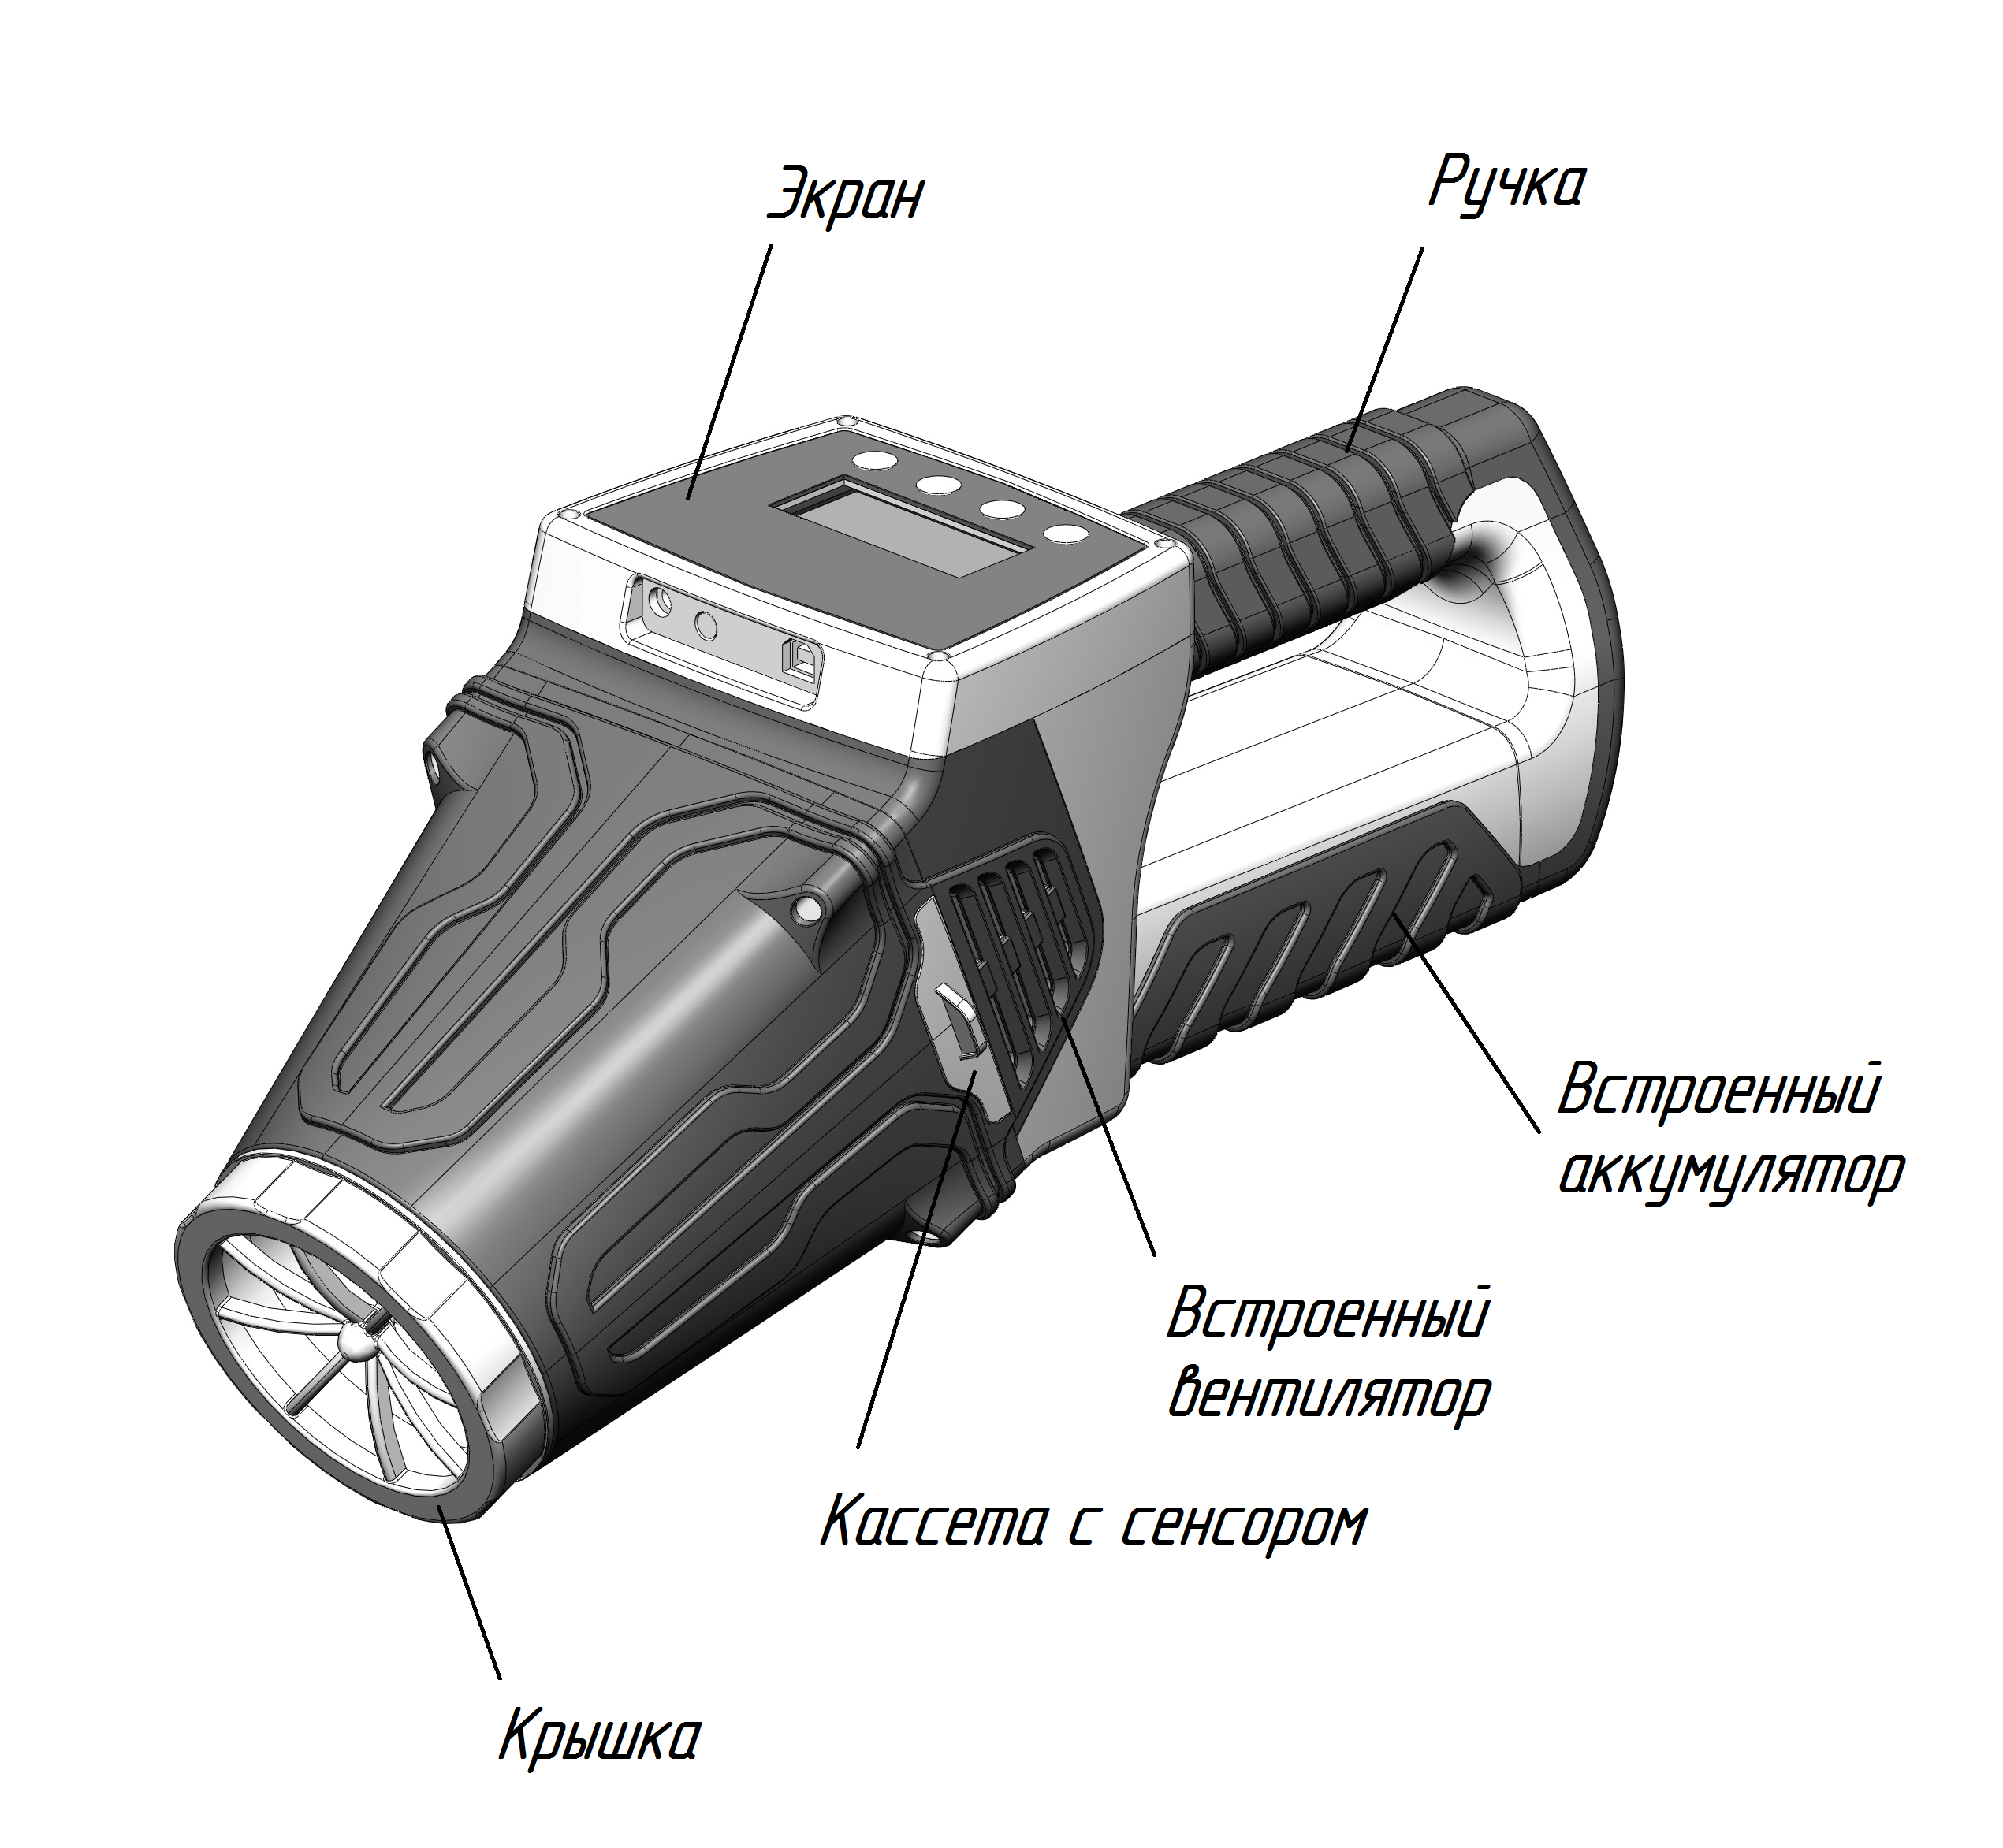 Экран
Ручка
Встроенный
аккумулятор
Встроенный
вентилятор
Кассета с сенсором
Крышка